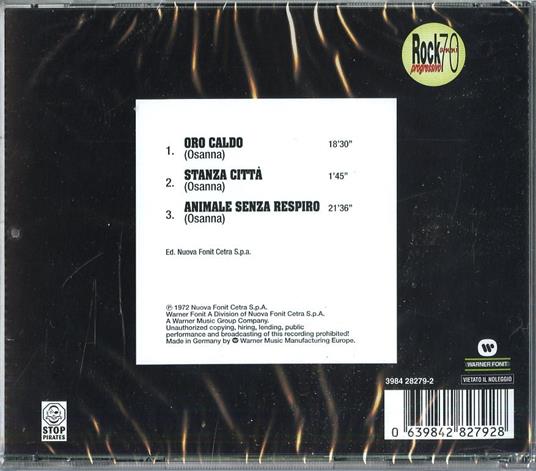 Rock
anni
70
progressivo
1. ORO CALDO 18'30"
(Osanna)
2. STANZA CITTÀ 1'45"
(Osanna)
3. ANIMALE SENZA RESPIRO 21'36"
(Osanna)
Ed. Nuova Fonit Cetra S.p.a.
℗ 1972 Nuova Fonit Cetra S.p.A.
Warner Fonit A Division of Nuova Fonit Cetra S.p.A.
A Warner Music Group Company.
Unauthorized copying, hiring, lending, public
performance and broadcasting of this recording prohibited!
Made in Germany by Warner Music Manufacturing Europe.
WARNER FONIT
3984 28279-2
VIETATO IL NOLEGGIO
0 639842 827928
STOP
PIRATES